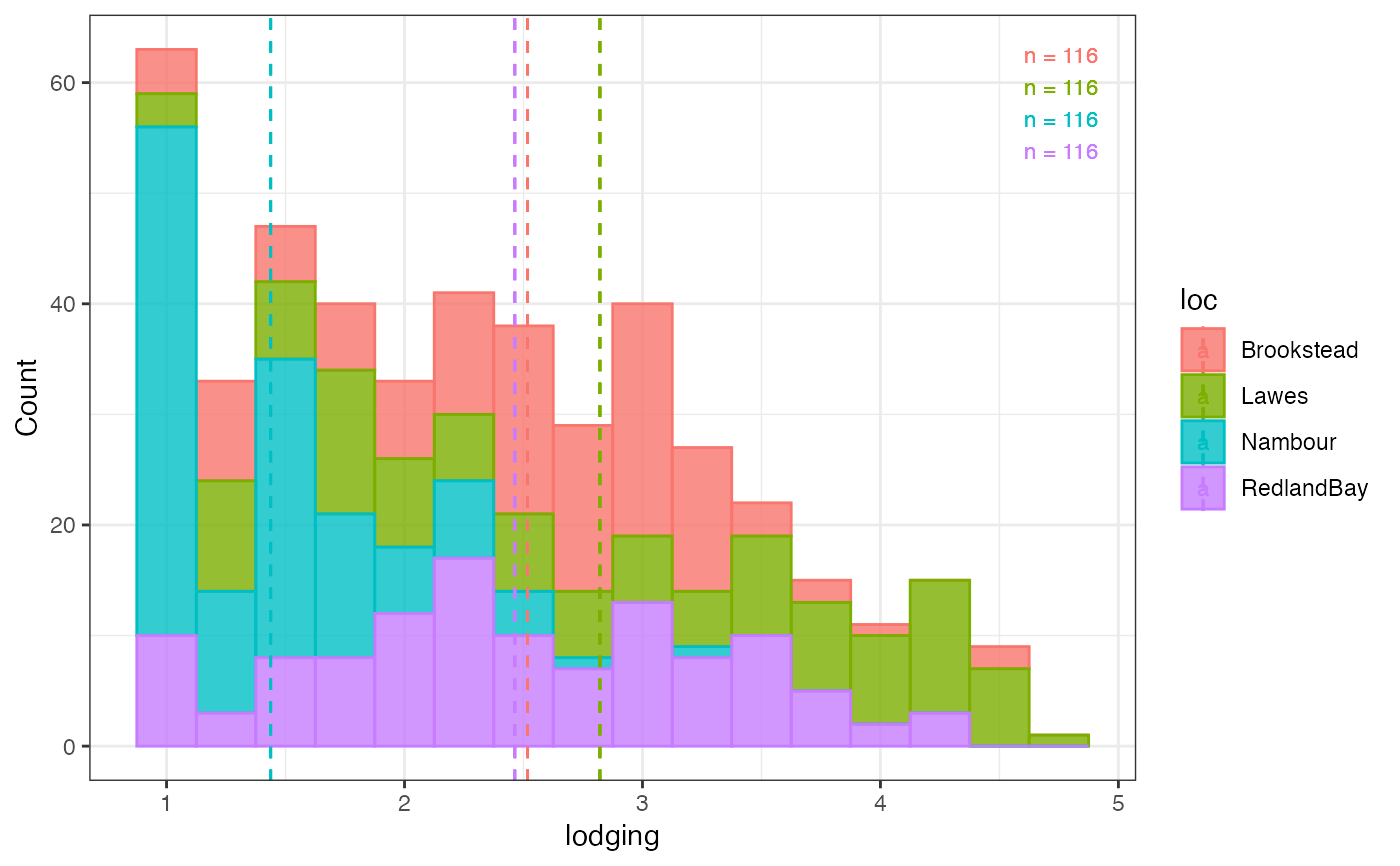 n = 116
n = 116
n = 116
n = 116
60
40
20
0
Count
1 2 3 4 5
lodging
loc
a Brookstead
a Lawes
a Nambour
a RedlandBay